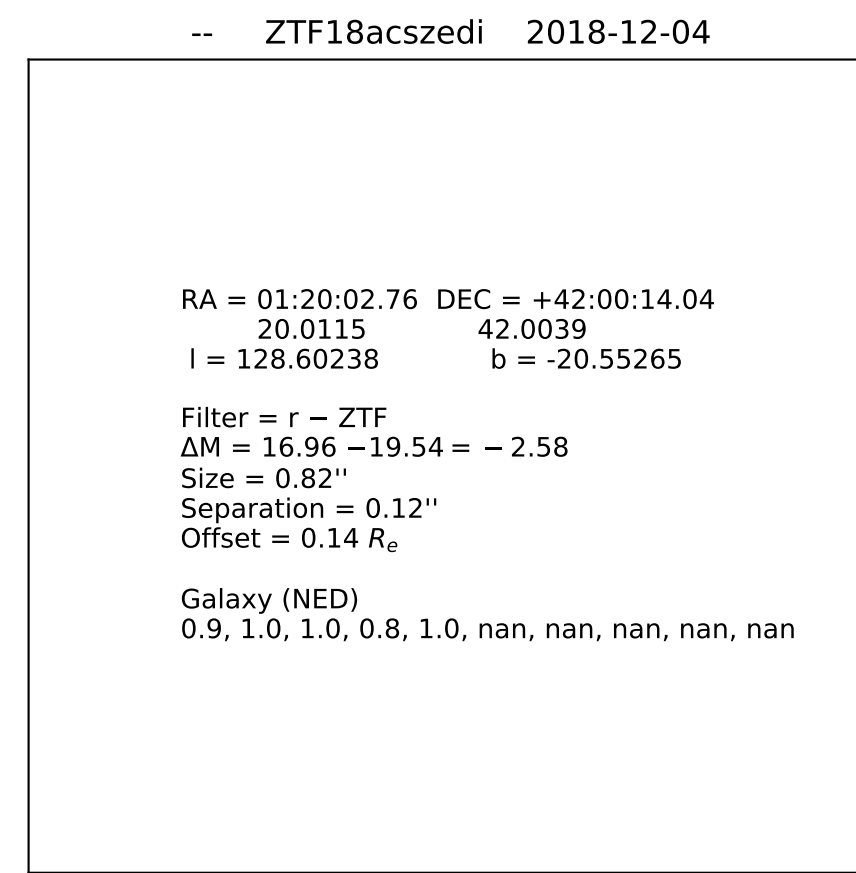 -- ZTF18acszedi 2018-12-04
RA = 01:20:02.76 DEC = +42:00:14.04
20.0115 42.0039
l = 128.60238 b = -20.55265
Filter = r − ZTF
ΔM = 16.96 −19.54 = − 2.58
Size = 0.82''
Separation = 0.12''
Offset = 0.14 Rₑ
Galaxy (NED)
0.9, 1.0, 1.0, 0.8, 1.0, nan, nan, nan, nan, nan